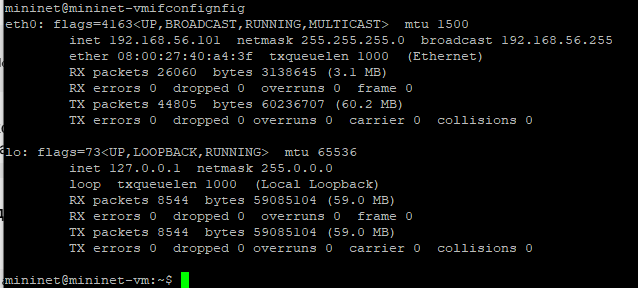 mininet@mininet-vmifconfignfig
eth0: flags=4163<UP,BROADCAST,RUNNING,MULTICAST>  mtu 1500
        inet 192.168.56.101  netmask 255.255.255.0  broadcast 192.168.56.255
        ether 08:00:27:40:a4:3f  txqueuelen 1000  (Ethernet)
        RX packets 26060  bytes 3138645 (3.1 MB)
        RX errors 0  dropped 0  overruns 0  frame 0
        TX packets 44805  bytes 60236707 (60.2 MB)
        TX errors 0  dropped 0 overruns 0  carrier 0  collisions 0

lo: flags=73<UP,LOOPBACK,RUNNING>  mtu 65536
        inet 127.0.0.1  netmask 255.0.0.0
        loop  txqueuelen 1000  (Local Loopback)
        RX packets 8544  bytes 59085104 (59.0 MB)
        RX errors 0  dropped 0  overruns 0  frame 0
        TX packets 8544  bytes 59085104 (59.0 MB)
        TX errors 0  dropped 0 overruns 0  carrier 0  collisions 0

mininet@mininet-vm:~$